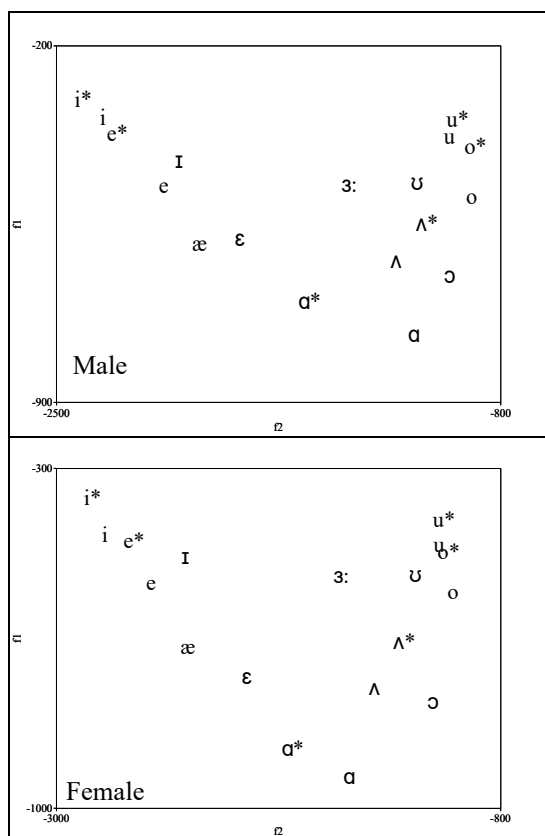 -200
i*
i
e*
u*
u
o*
ɪ
e
ɜ:
ʊ
o
ʌ*
æ
ɛ
ʌ
ɔ
ɑ*
ɑ
Male
f1
-900
-2500
-800
f2
-300
i*
u*
i
e*
u
o*
ɪ
e
ɜ:
ʊ
o
ʌ*
æ
ɛ
ʌ
ɔ
ɑ*
ɑ
Female
f1
-1000
-3000
-800
f2